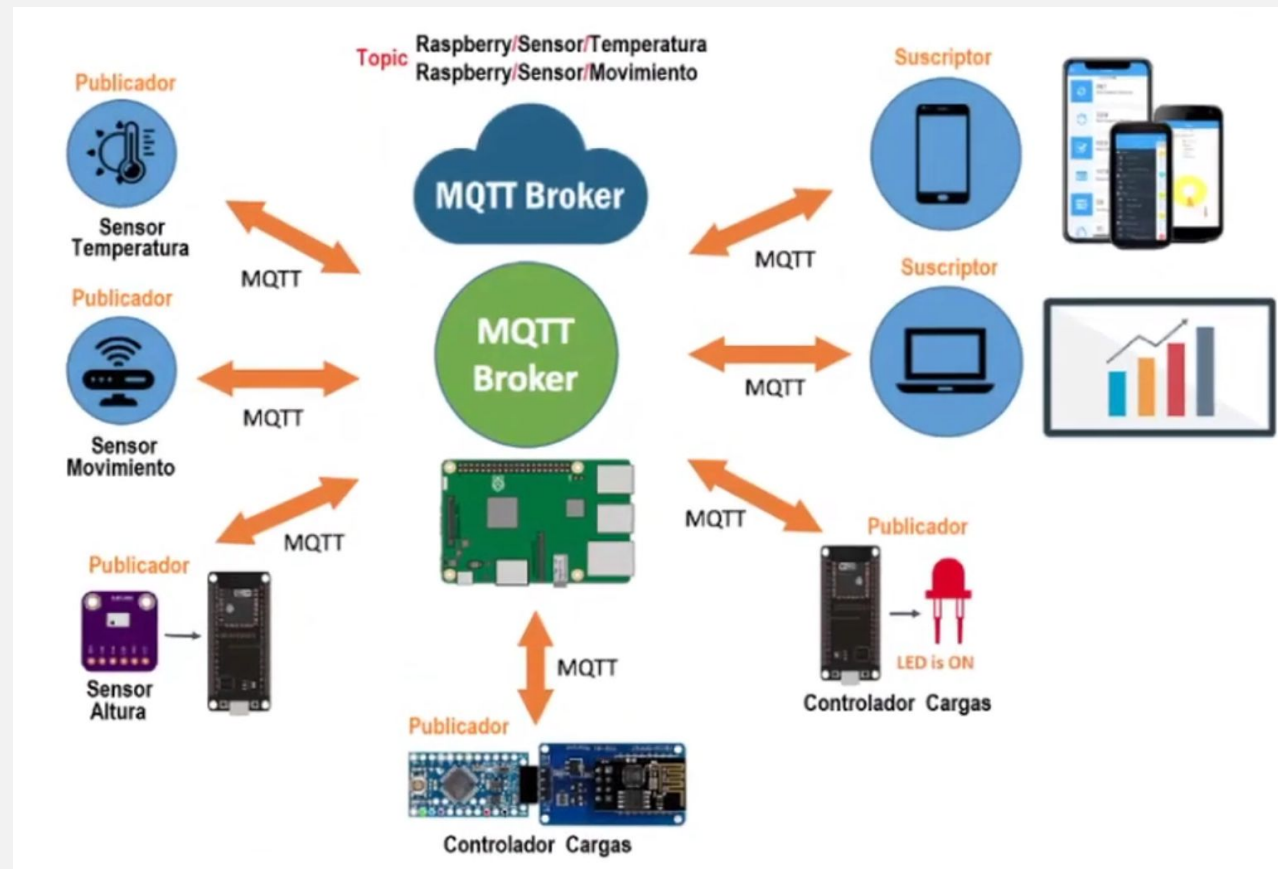 Topic
Raspberry/Sensor/Temperatura
Raspberry/Sensor/Movimiento
Publicador
Sensor
Temperatura
MQTT
MQTT Broker
Suscriptor
MQTT
Publicador
Sensor
Movimiento
MQTT
MQTT
Broker
Suscriptor
MQTT
Publicador
Sensor
Altura
MQTT
MQTT
Publicador
LED is ON
Controlador Cargas
MQTT
Publicador
Controlador Cargas